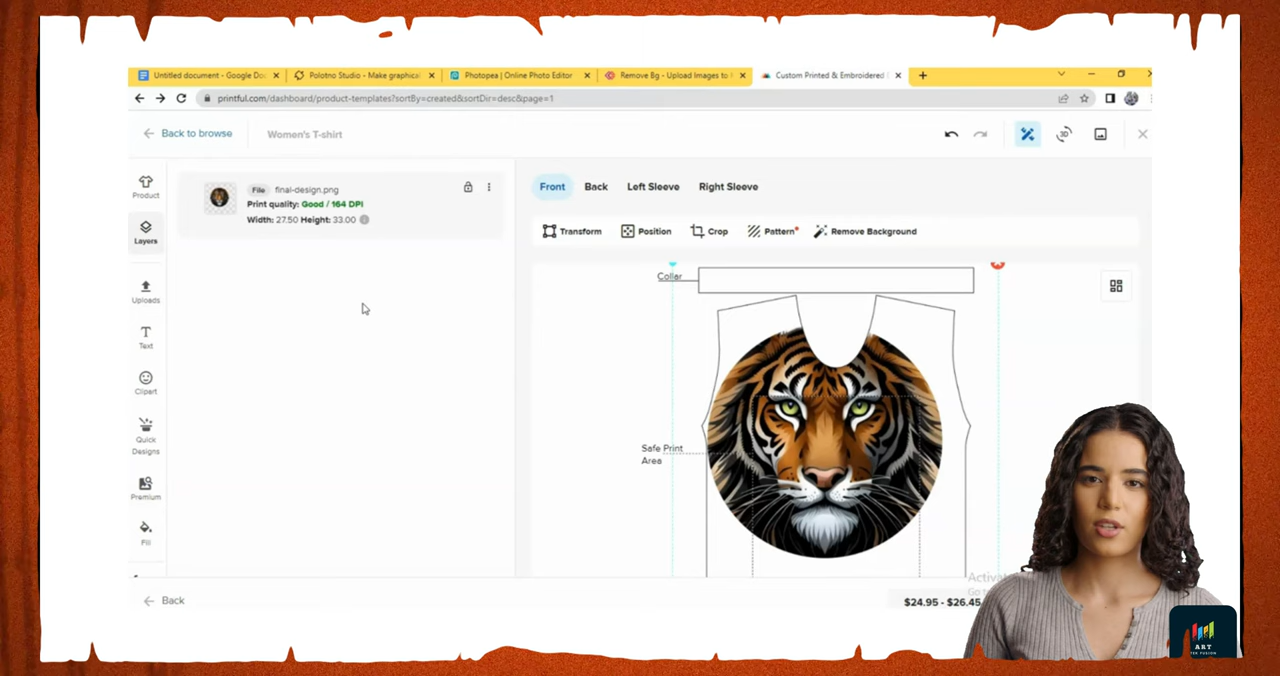 Untitled document - Google Do
Polotno Studio - Make graphical
Photopea | Online Photo Editor
Remove Bg - Upload Images to
Custom Printed & Embroidered
printful.com/dashboard/product-templates?sortBy=created&sortDir=desc&page=1
Back to browse
Women's T-shirt
3D
Product
Layers
Uploads
Text
Clipart
Quick
Designs
Premium
Fill
File final-design.png
Print quality: Good / 164 DPI
Width: 27.50 Height: 33.00
Front Back Left Sleeve Right Sleeve
Transform Position Crop Pattern Remove Background
Collar
Safe Print
Area
Activa
Back
$24.95 - $26.45
ART